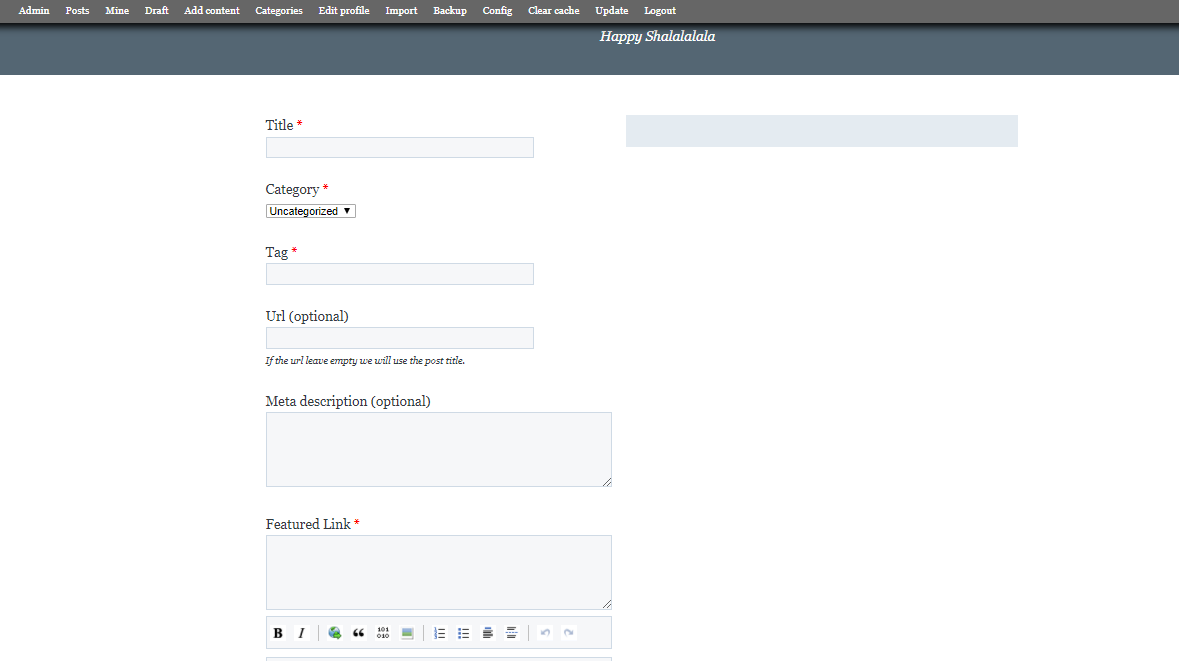 Admin Posts Mine Draft Add content Categories Edit profile Import Backup Config Clear cache Update Logout
Happy Shalalalala
Title *
Category *
Uncategorized
Tag *
Url (optional)
If the url leave empty we will use the post title.
Meta description (optional)
Featured Link *
B I
101
010